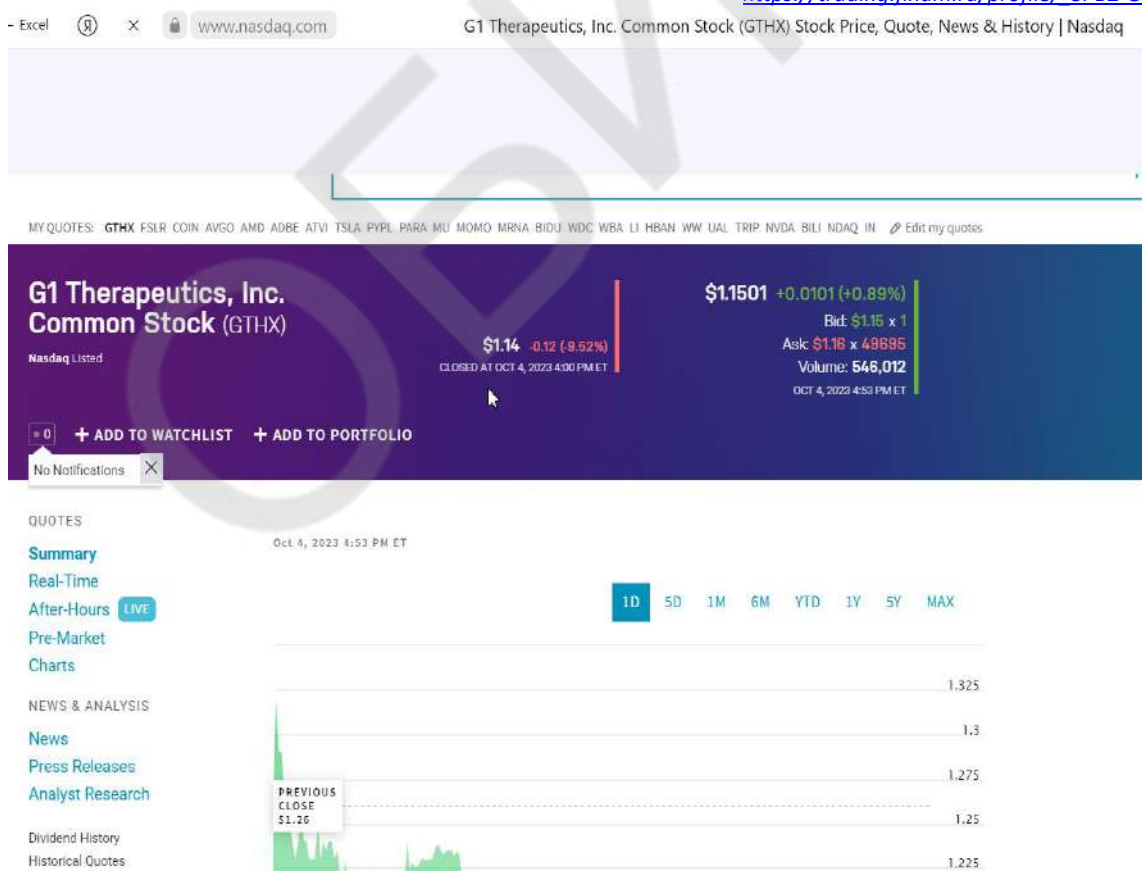 – Excel
www.nasdaq.com
G1 Therapeutics, Inc. Common Stock (GTHX) Stock Price, Quote, News & History | Nasdaq
MY QUOTES: GTHX FSLR COIN AVGO AMD ADBE ATVI TSLA PYPL PARA MU MOMO MRNA BIDU WDC WBA LI HBAN WW UAL TRIP NVDA BILI NDAQ IN Edit my quotes
G1 Therapeutics, Inc.
Common Stock (GTHX)
Nasdaq Listed
$1.14 -0.12 (-9.52%)
CLOSED AT OCT 4, 2023 4:00 PM ET
$1.1501 +0.0101 (+0.89%)
Bid: $1.15 x 1
Ask: $1.16 x 49695
Volume: 546,012
OCT 4, 2023 4:53 PM ET
0 + ADD TO WATCHLIST + ADD TO PORTFOLIO
No Notifications X
QUOTES
Summary
Real-Time
After-Hours LIVE
Pre-Market
Charts
NEWS & ANALYSIS
News
Press Releases
Analyst Research
Dividend History
Historical Quotes
Oct 4, 2023 4:53 PM ET
1D 5D 1M 6M YTD 1Y 5Y MAX
1.325
1.3
1.275
PREVIOUS
CLOSE
$1.26
1.25
1.225